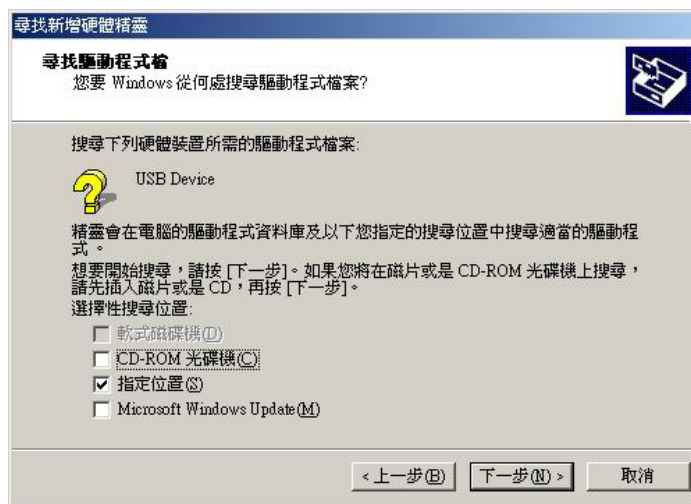 尋找新增硬體精靈
尋找驅動程式檔
您要 Windows 從何處搜尋驅動程式檔案?
搜尋下列硬體裝置所需的驅動程式檔案:
USB Device
精靈會在電腦的驅動程式資料庫及以下您指定的搜尋位置中搜尋適當的驅動程
式。
想要開始搜尋，請按 [下一步]。如果您將在磁片或是 CD-ROM 光碟機上搜尋，
請先插入磁片或是 CD，再按 [下一步]。
選擇性搜尋位置:
軟式磁碟機(D)
CD-ROM 光碟機(C)
指定位置(S)
Microsoft Windows Update(M)
<上一步(B) 下一步(N)> 取消